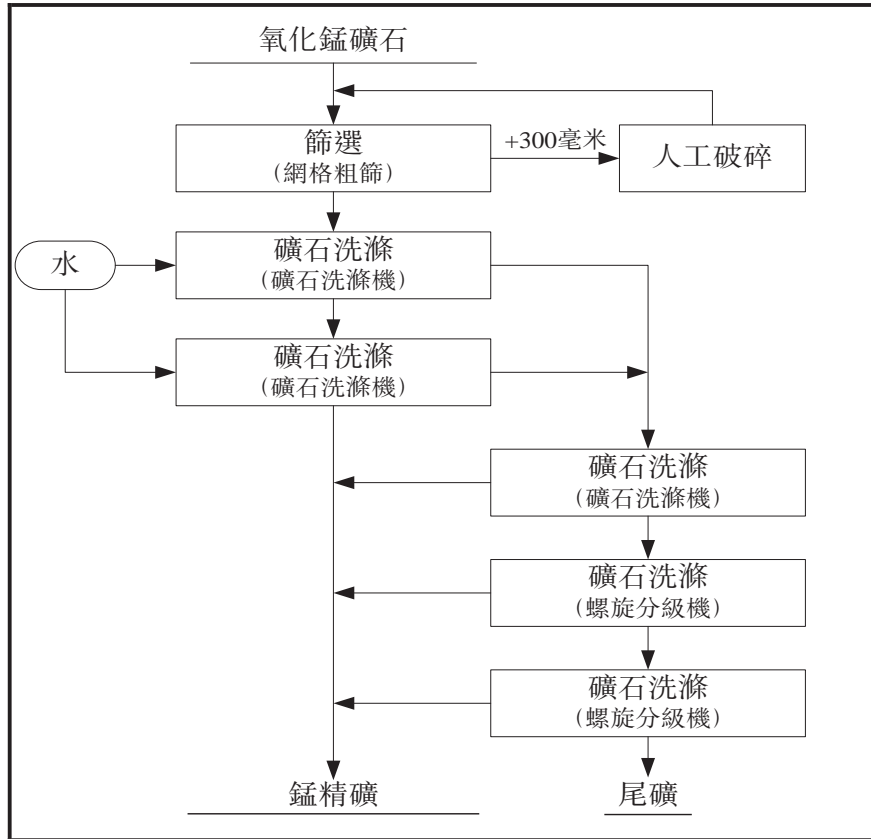 氧化錳礦石
篩選
(網格粗篩)
+300毫米
人工破碎
水
礦石洗滌
(礦石洗滌機)
礦石洗滌
(礦石洗滌機)
礦石洗滌
(礦石洗滌機)
礦石洗滌
(螺旋分級機)
礦石洗滌
(螺旋分級機)
錳精礦
尾礦